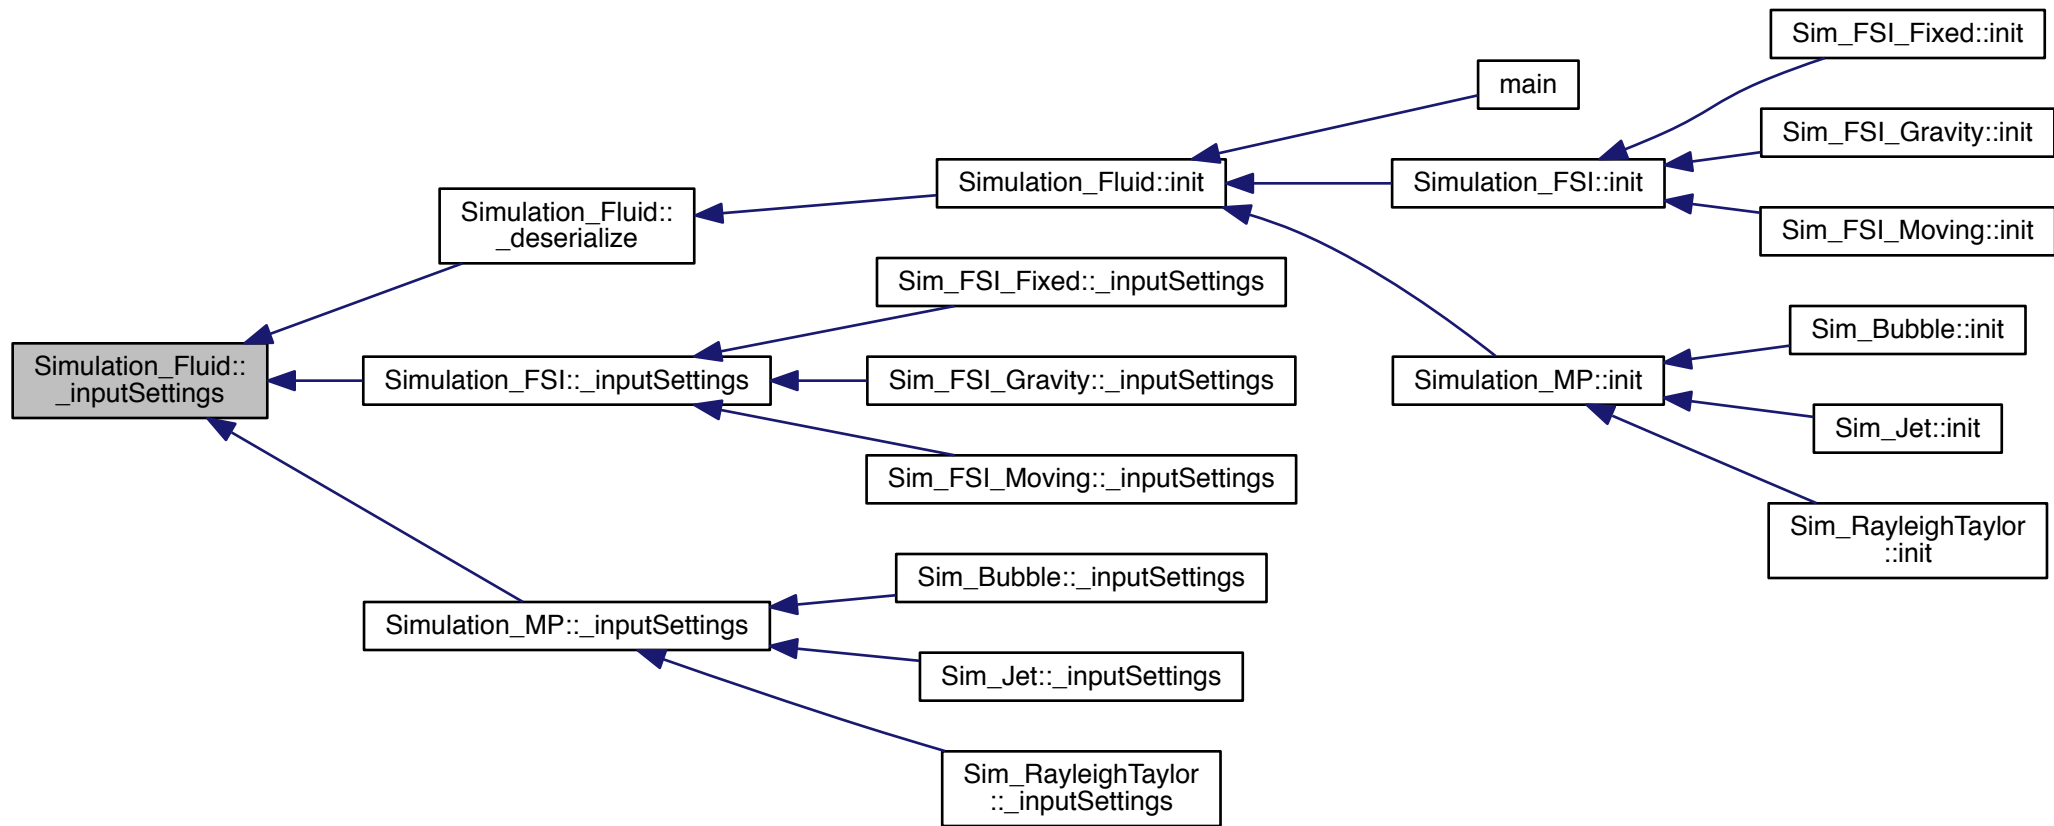 Sim_FSI_Fixed::init
main
Sim_FSI_Gravity::init
Simulation_Fluid::init
Simulation_FSI::init
Simulation_Fluid::
_deserialize
Sim_FSI_Moving::init
Sim_FSI_Fixed::_inputSettings
Sim_Bubble::init
Simulation_Fluid::
_inputSettings
Simulation_FSI::_inputSettings
Sim_FSI_Gravity::_inputSettings
Simulation_MP::init
Sim_Jet::init
Sim_FSI_Moving::_inputSettings
Sim_RayleighTaylor
::init
Sim_Bubble::_inputSettings
Simulation_MP::_inputSettings
Sim_Jet::_inputSettings
Sim_RayleighTaylor
::_inputSettings